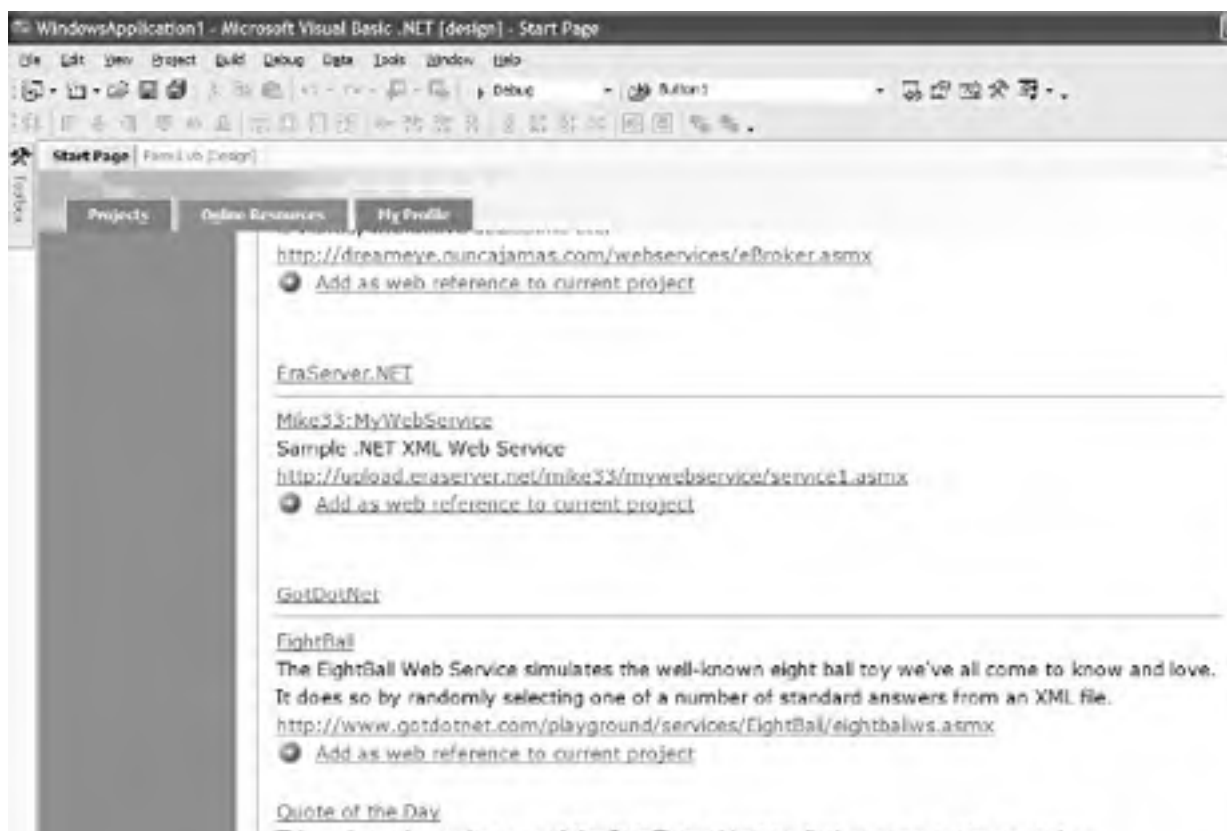 WindowsApplication1 - Microsoft Visual Basic .NET [design] - Start Page
File Edit View Project Build Debug Data Tools Window Help
Debug Button1
Start Page Form1.vb [Design]
Toolbox
Projects Online Resources My Profile
http://dreameye.nuncajamas.com/webservices/eBroker.asmx
Add as web reference to current project
EraServer.NET
Mike33:MyWebService
Sample .NET XML Web Service
http://upload.eraserver.net/mike33/mywebservice/service1.asmx
Add as web reference to current project
GotDotNet
EightBall
The EightBall Web Service simulates the well-known eight ball toy we've all come to know and love.
It does so by randomly selecting one of a number of standard answers from an XML file.
http://www.gotdotnet.com/playground/services/EightBall/eightballws.asmx
Add as web reference to current project
Quote of the Day